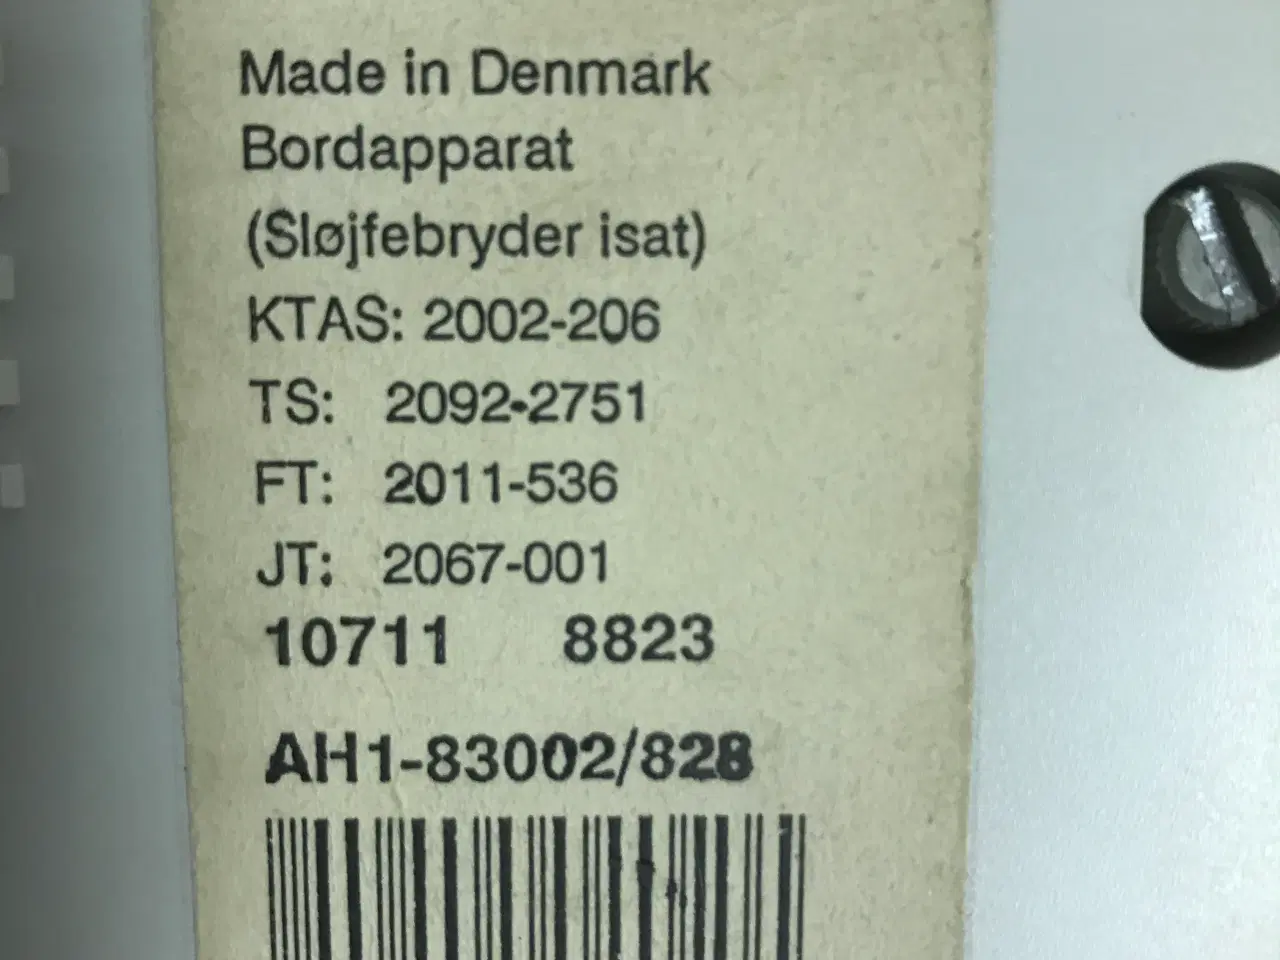 Made in Denmark
Bordapparat
(Sløjfebryder isat)
KTAS: 2002-206
TS: 2092-2751
FT: 2011-536
JT: 2067-001
10711 8823
AH1-83002/828